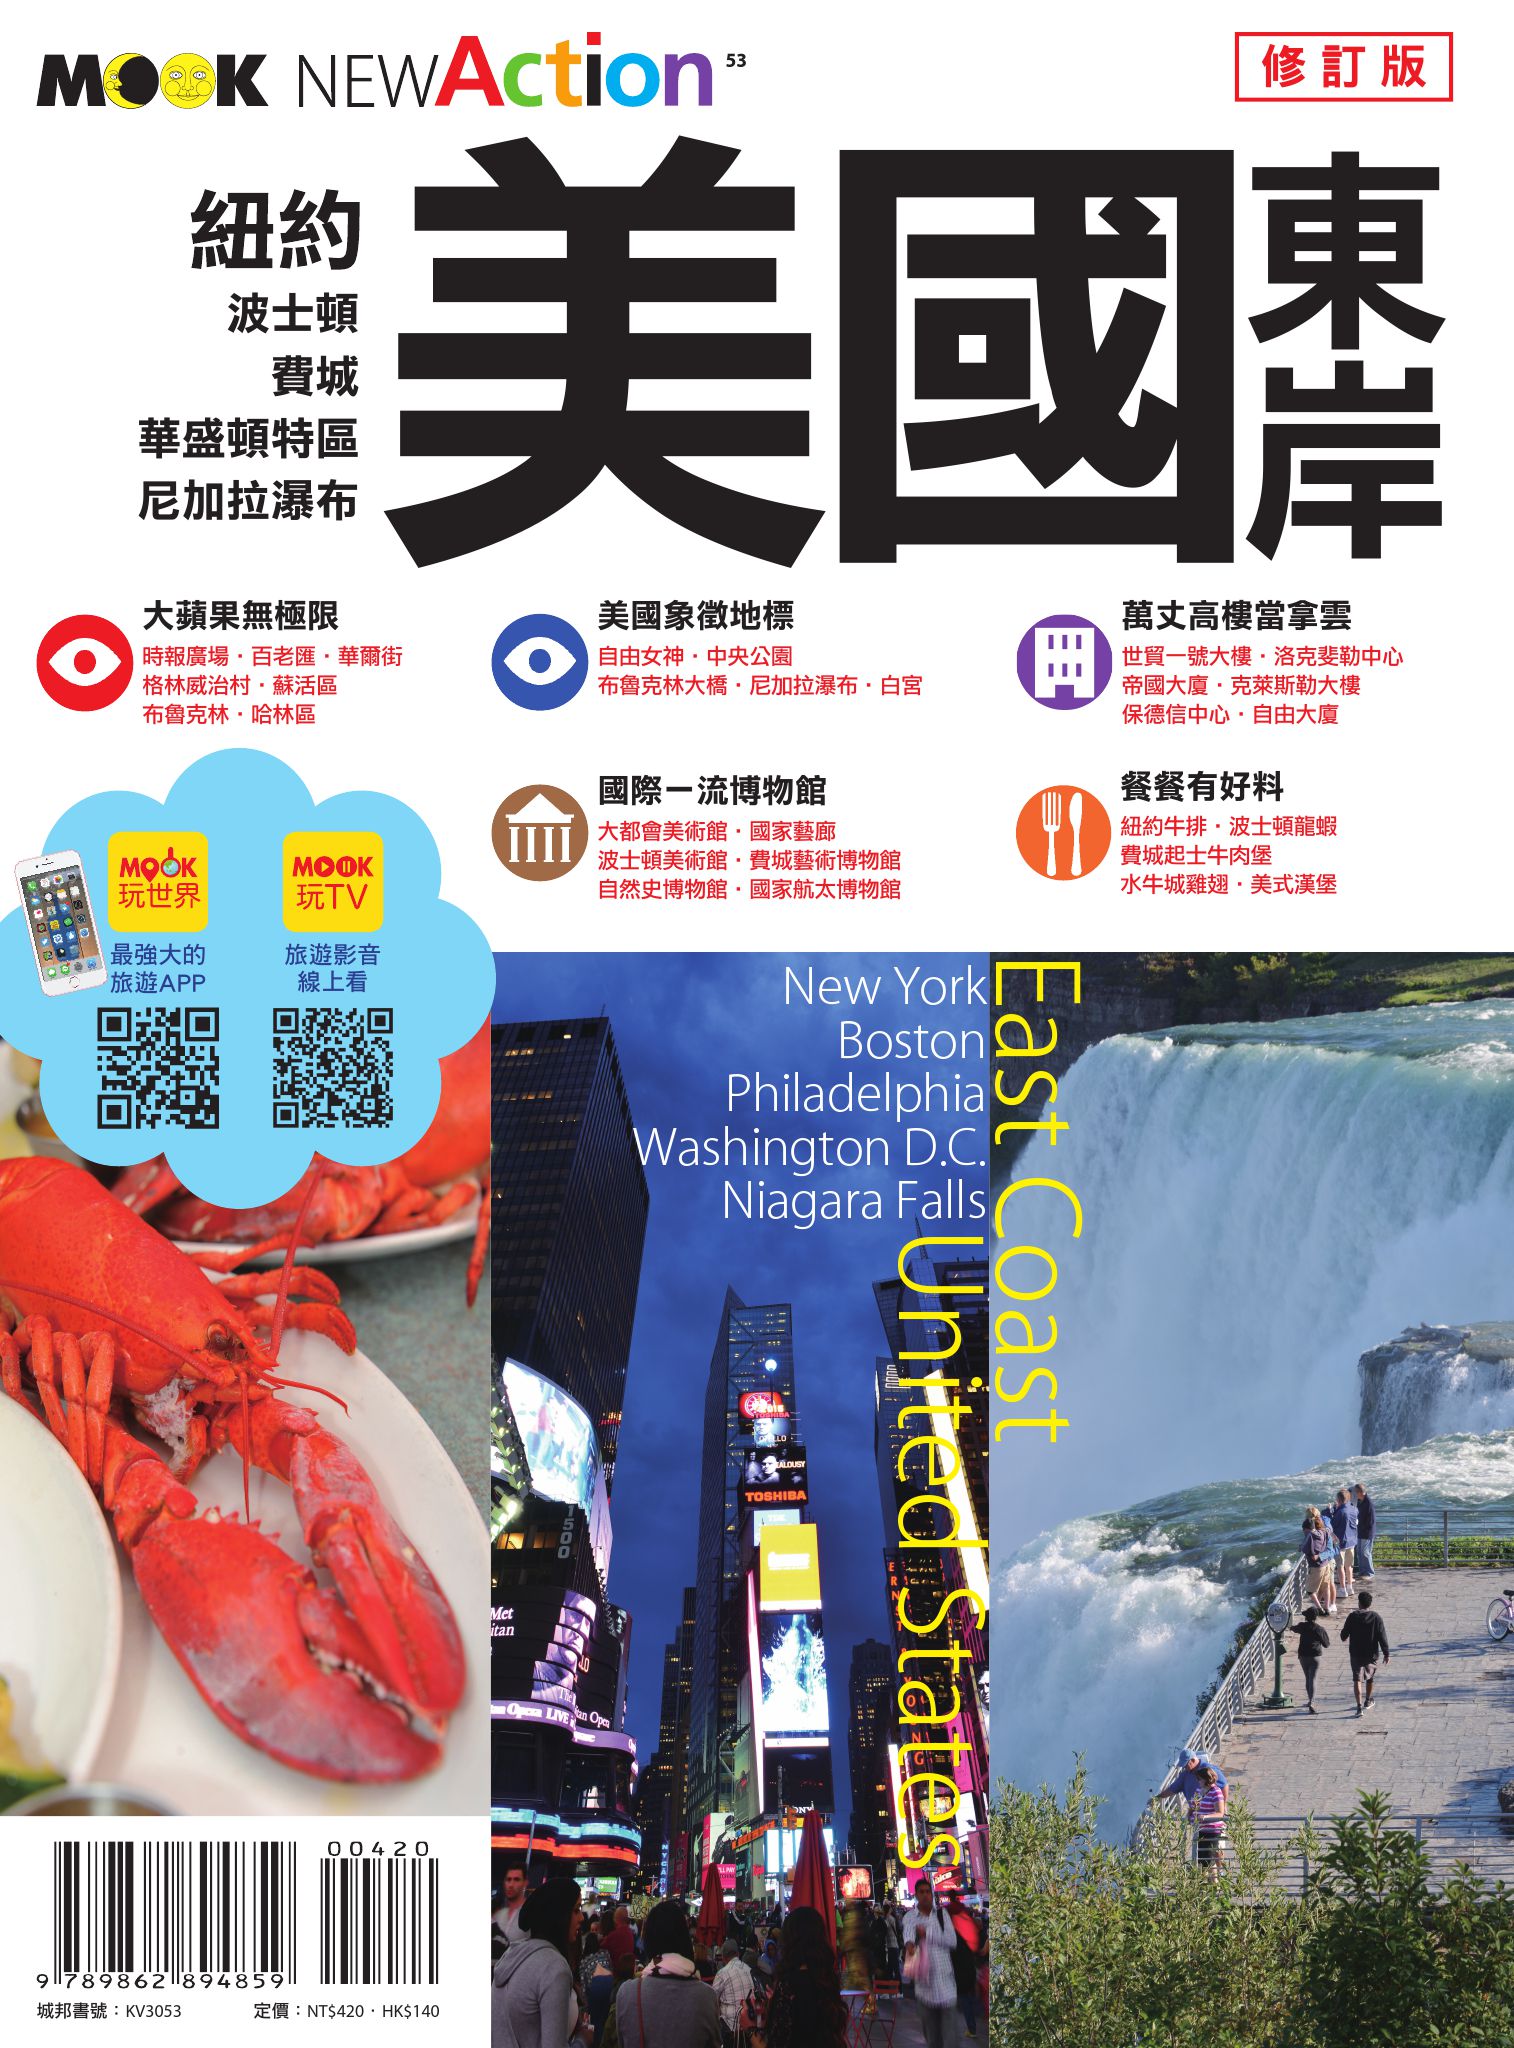 MOOK NEWAction 53
修訂版
美國
東岸
紐約
波士頓
費城
華盛頓特區
尼加拉瀑布
大蘋果無極限
時報廣場・百老匯・華爾街
格林威治村・蘇活區
布魯克林・哈林區
美國象徵地標
自由女神・中央公園
布魯克林大橋・尼加拉瀑布・白宮
萬丈高樓當拿雲
世貿一號大樓・洛克斐勒中心
帝國大廈・克萊斯勒大樓
保德信中心・自由大廈
國際一流博物館
大都會美術館・國家藝廊
波士頓美術館・費城藝術博物館
自然史博物館・國家航太博物館
餐餐有好料
紐約牛排・波士頓龍蝦
費城起士牛肉堡
水牛城雞翅・美式漢堡
MOOK
玩世界
最強大的
旅遊APP
MOOK
玩TV
旅遊影音
線上看
New York
Boston
Philadelphia
Washington D.C.
Niagara Falls
East Coast
United States
TOSHIBA
TOSHIBA
TDK
1500
Met
00420
9 789862 894859
城邦書號：KV3053
定價：NT$420・HK$140